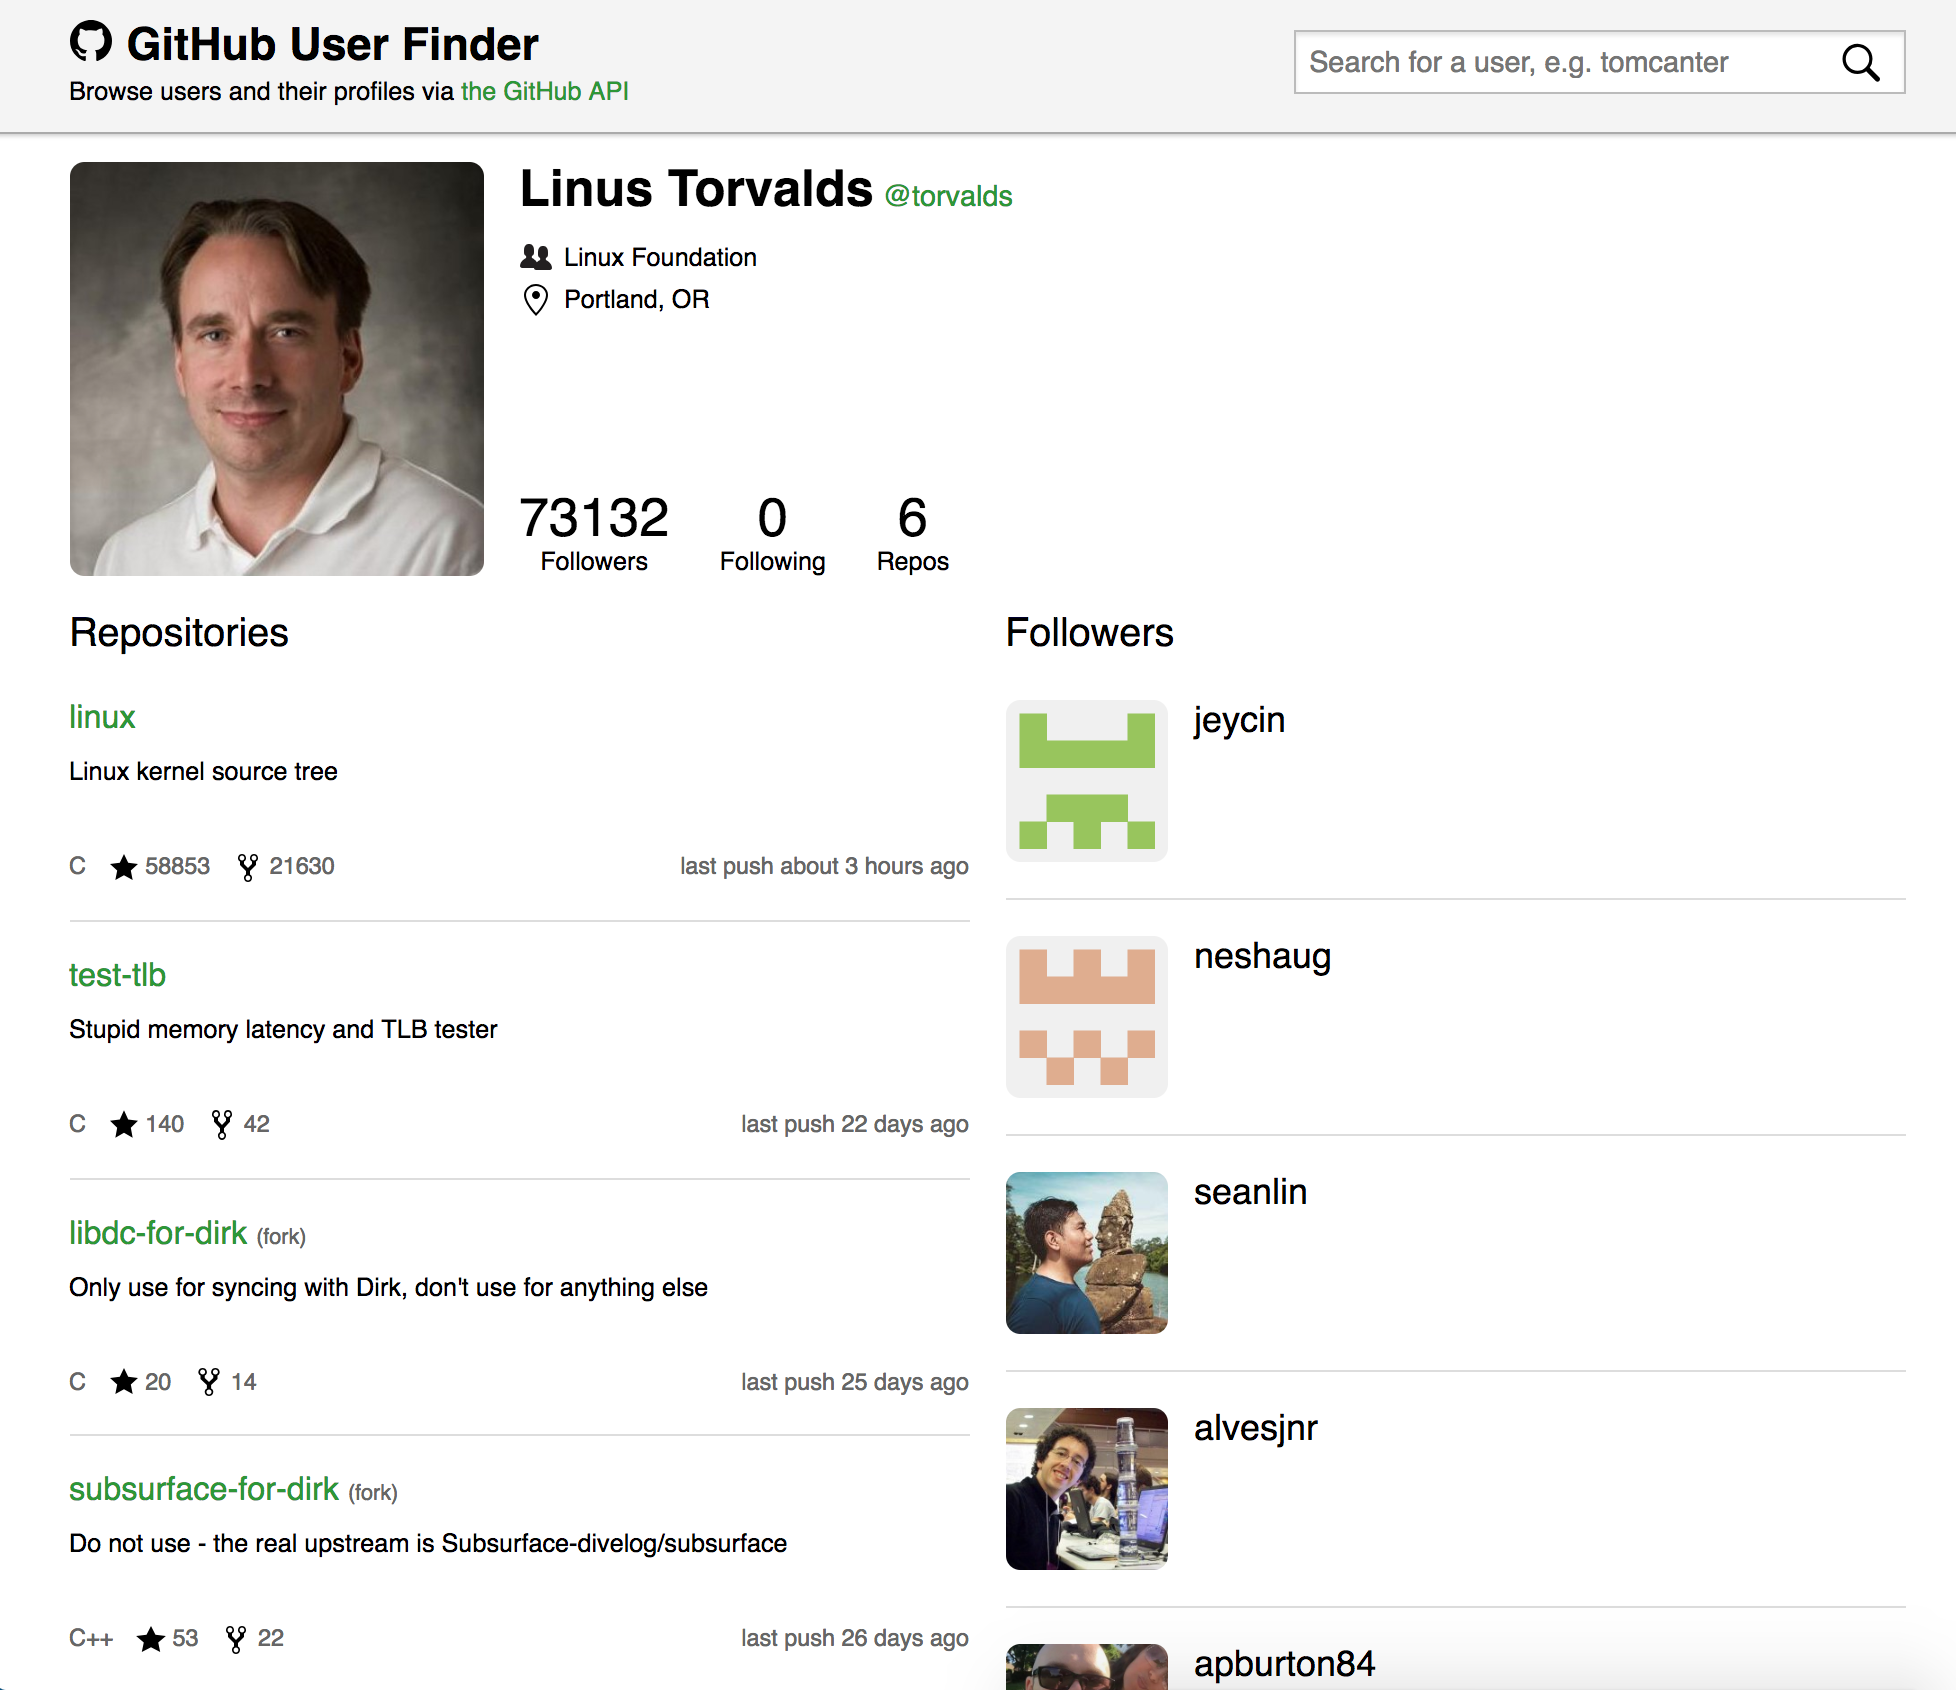 GitHub User Finder
Browse users and their profiles via the GitHub API
Search for a user, e.g. tomcanter
Linus Torvalds @torvalds
Linux Foundation
Portland, OR
73132 0 6
Followers Following Repos
Repositories
linux
Linux kernel source tree
C 58853 21630 last push about 3 hours ago
test-tlb
Stupid memory latency and TLB tester
C 140 42 last push 22 days ago
libdc-for-dirk (fork)
Only use for syncing with Dirk, don't use for anything else
C 20 14 last push 25 days ago
subsurface-for-dirk (fork)
Do not use - the real upstream is Subsurface-divelog/subsurface
C++ 53 22 last push 26 days ago
Followers
jeycin
neshaug
seanlin
alvesjnr
apburton84